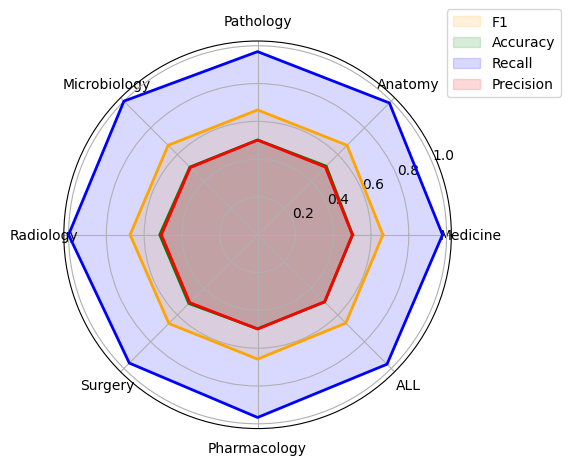 Pathology
F1
Accuracy
Recall
Precision
Microbiology
Anatomy
1.0
0.8
0.6
0.4
0.2
Radiology
Medicine
Surgery
ALL
Pharmacology